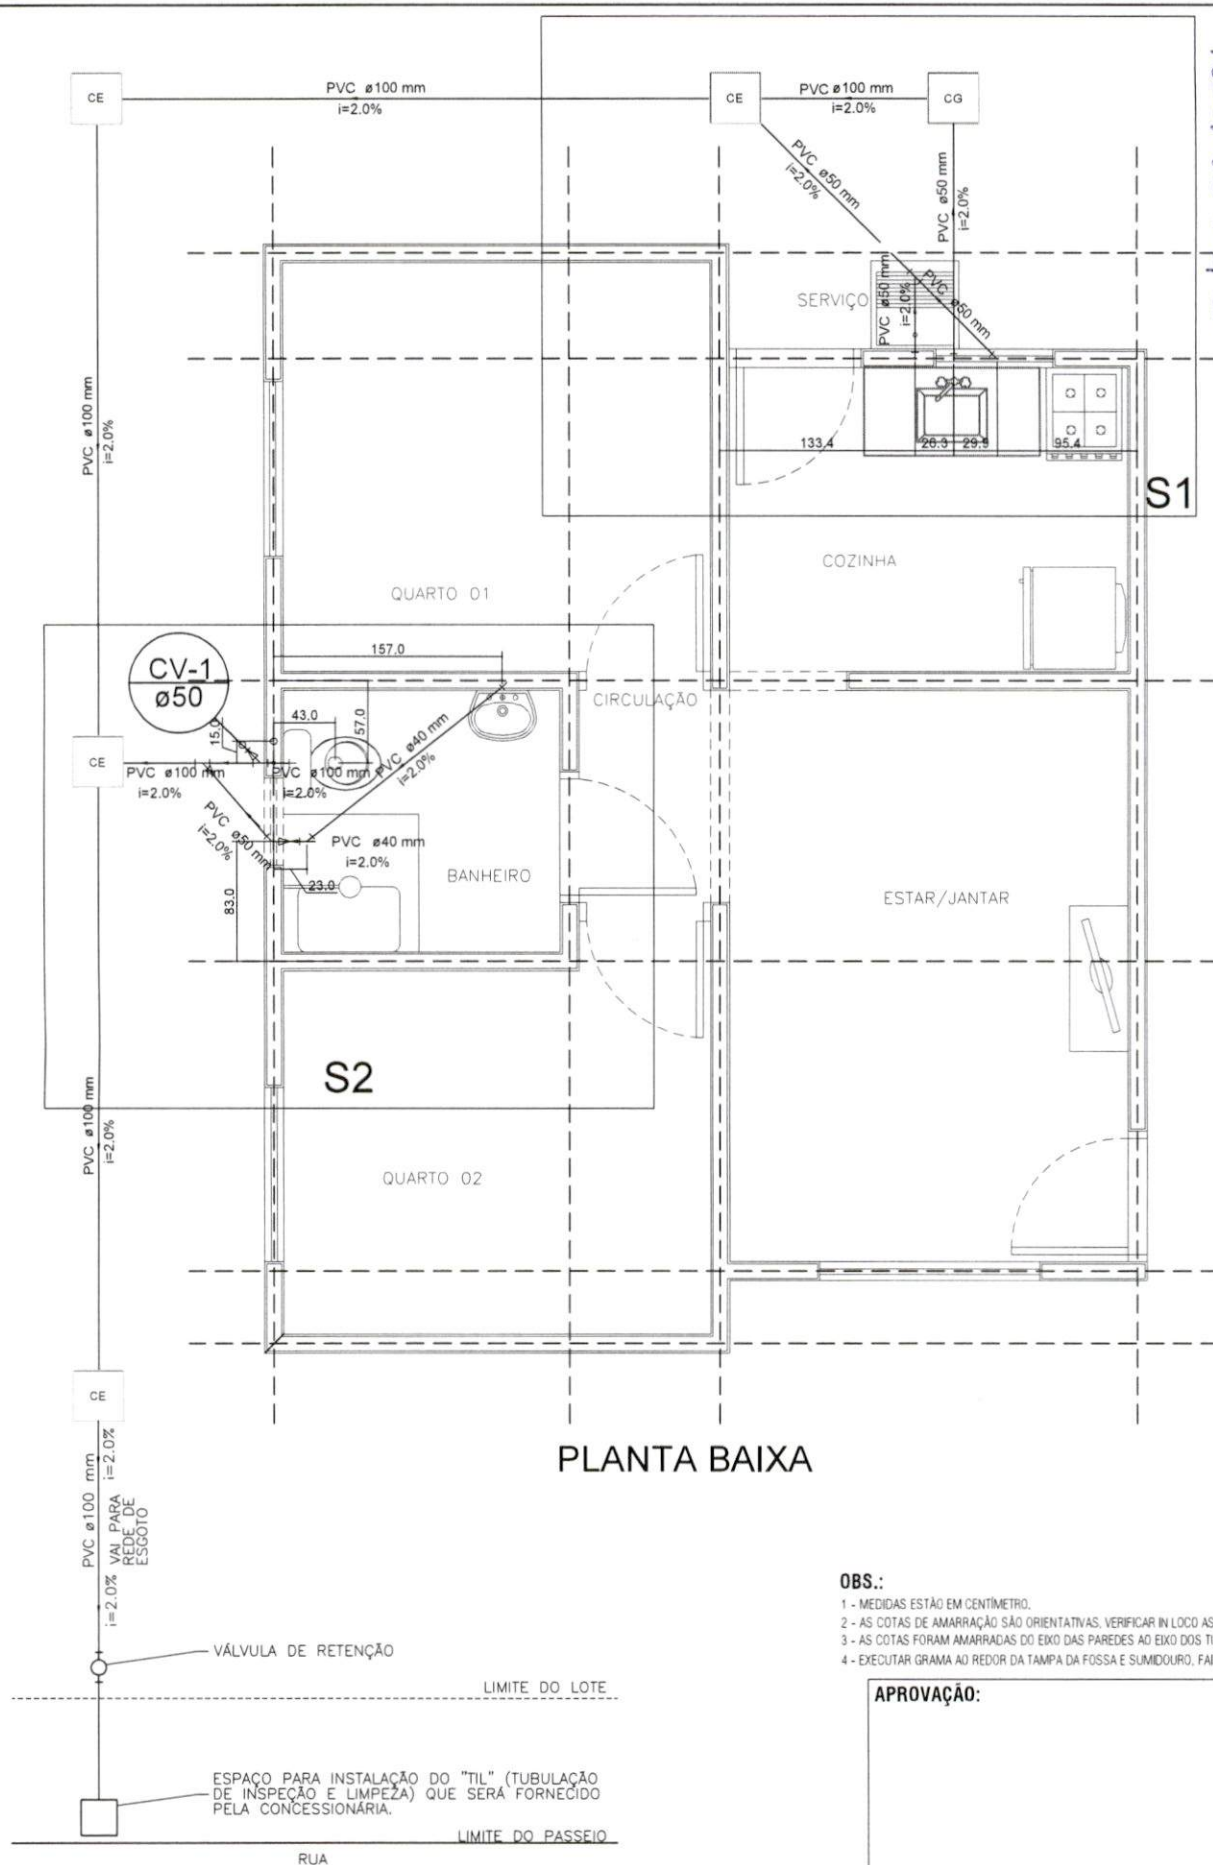 CE
PVC ø100 mm
i=2.0%
CE
PVC ø100 mm
i=2.0%
CG
PVC ø50 mm
i=2.0%
PVC ø50 mm
i=2.0%
SERVIÇO
PVC ø50 mm
i=2.0%
PVC ø50 mm
PVC ø100 mm
i=2.0%
133,4
26.3
29,9
95,4
S1
COZINHA
QUARTO 01
157.0
CV-1
ø50
CIRCULAÇÃO
43.0
57.0
15,0
CE
PVC ø100 mm
i=2.0%
PVC ø100 mm
i=2.0%
PVC ø40 mm
i=2.0%
PVC ø50 mm
i=2.0%
PVC ø40 mm
i=2.0%
BANHEIRO
23.0
83.0
ESTAR/JANTAR
S2
PVC ø100 mm
i=2.0%
QUARTO 02
CE
PLANTA BAIXA
PVC ø100 mm
i=2.0%
i=2.0% VAI PARA
REDE DE
ESGOTO
VÁLVULA DE RETENÇÃO
LIMITE DO LOTE
ESPAÇO PARA INSTALAÇÃO DO "TIL" (TUBULAÇÃO
DE INSPEÇÃO E LIMPEZA) QUE SERÁ FORNECIDO
PELA CONCESSIONÁRIA.
LIMITE DO PASSEIO
RUA
OBS.:
1 - MEDIDAS ESTÃO EM CENTÍMETRO.
2 - AS COTAS DE AMARRAÇÃO SÃO ORIENTATIVAS, VERIFICAR IN LOCO AS
3 - AS COTAS FORAM AMARRADAS DO EIXO DAS PAREDES AO EIXO DOS
4 - EXECUTAR GRAMA AO REDOR DA TAMPA DA FOSSA E SUMIDOURO,
APROVAÇÃO: